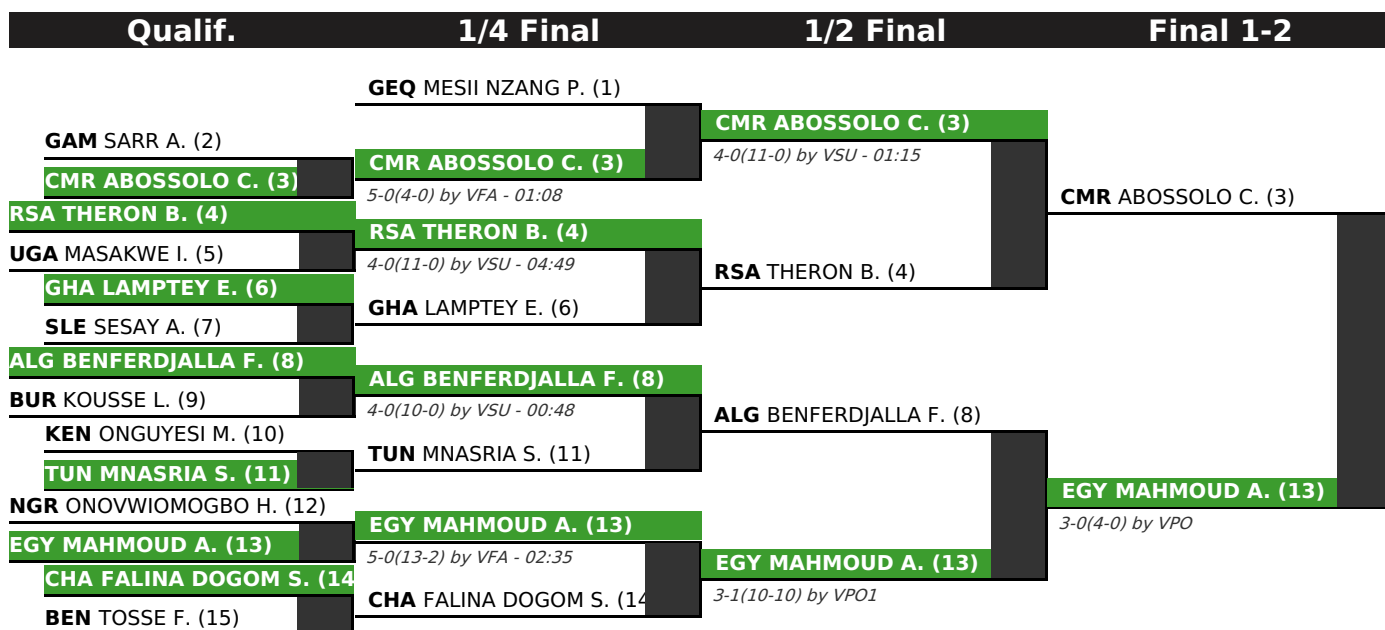 Qualif.
1/4 Final
1/2 Final
Final 1-2
GAM SARR A. (2)
CMR ABOSSOLO C. (3)
RSA THERON B. (4)
UGA MASAKWE I. (5)
GHA LAMPTEY E. (6)
SLE SESAY A. (7)
ALG BENFERDJALLA F. (8)
BUR KOUSSE L. (9)
KEN ONGUYESI M. (10)
TUN MNASRIA S. (11)
NGR ONOVWIOMOGBO H. (12)
EGY MAHMOUD A. (13)
CHA FALINA DOGOM S. (14
BEN TOSSE F. (15)
GEQ MESII NZANG P. (1)
CMR ABOSSOLO C. (3)
5-0(4-0) by VFA - 01:08
RSA THERON B. (4)
4-0(11-0) by VSU - 04:49
GHA LAMPTEY E. (6)
ALG BENFERDJALLA F. (8)
4-0(10-0) by VSU - 00:48
TUN MNASRIA S. (11)
EGY MAHMOUD A. (13)
5-0(13-2) by VFA - 02:35
CHA FALINA DOGOM S. (14
CMR ABOSSOLO C. (3)
4-0(11-0) by VSU - 01:15
RSA THERON B. (4)
ALG BENFERDJALLA F. (8)
EGY MAHMOUD A. (13)
3-1(10-10) by VPO1
CMR ABOSSOLO C. (3)
EGY MAHMOUD A. (13)
3-0(4-0) by VPO